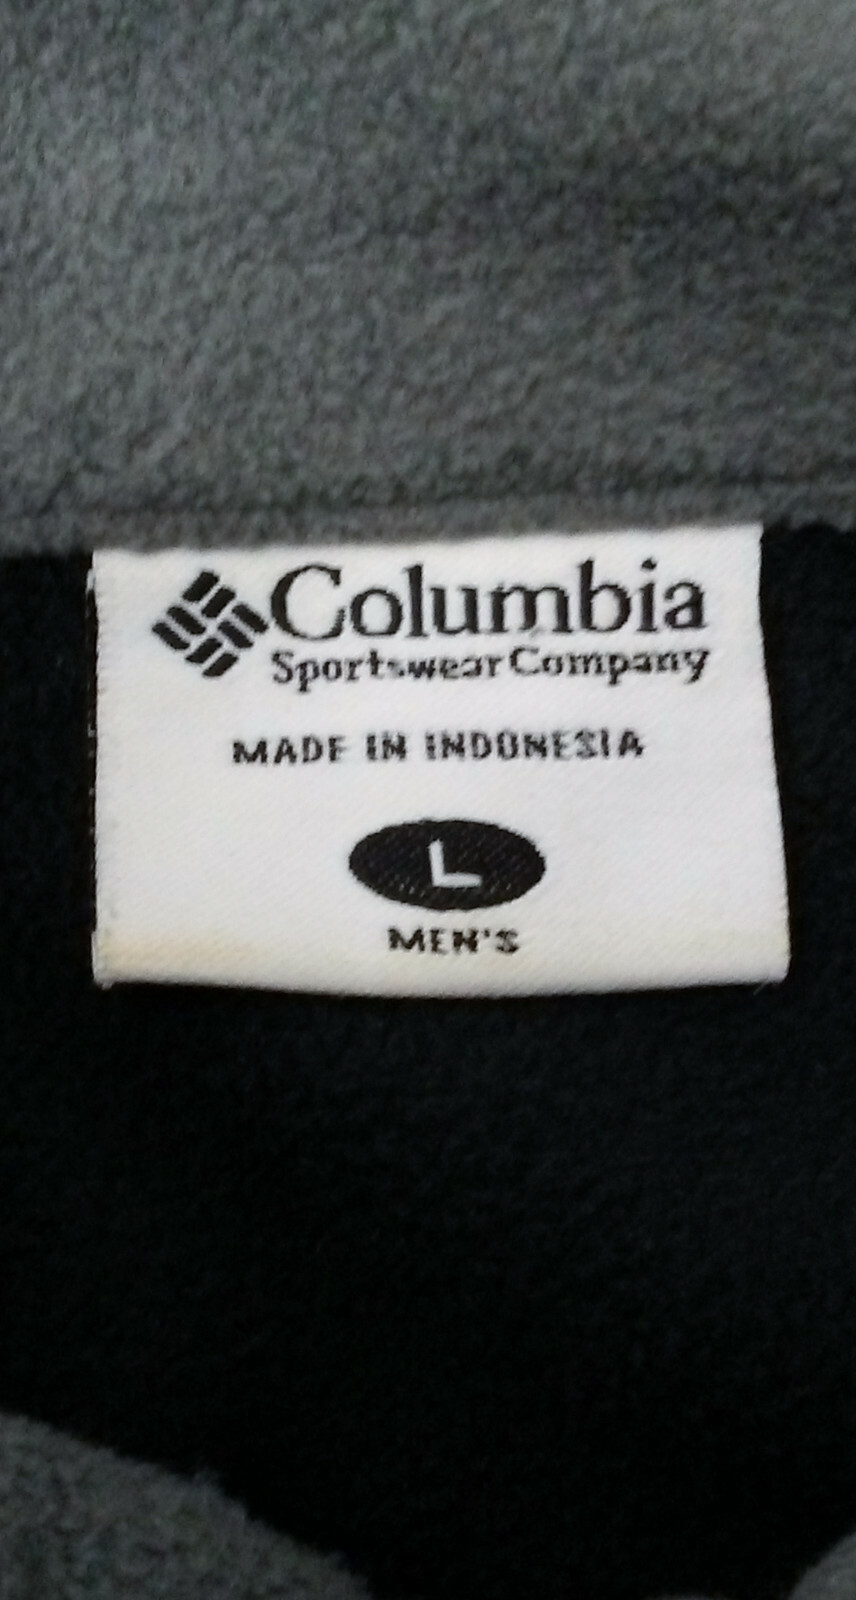 Columbia
Sportswear Company
MADE IN INDONESIA
L
MEN'S